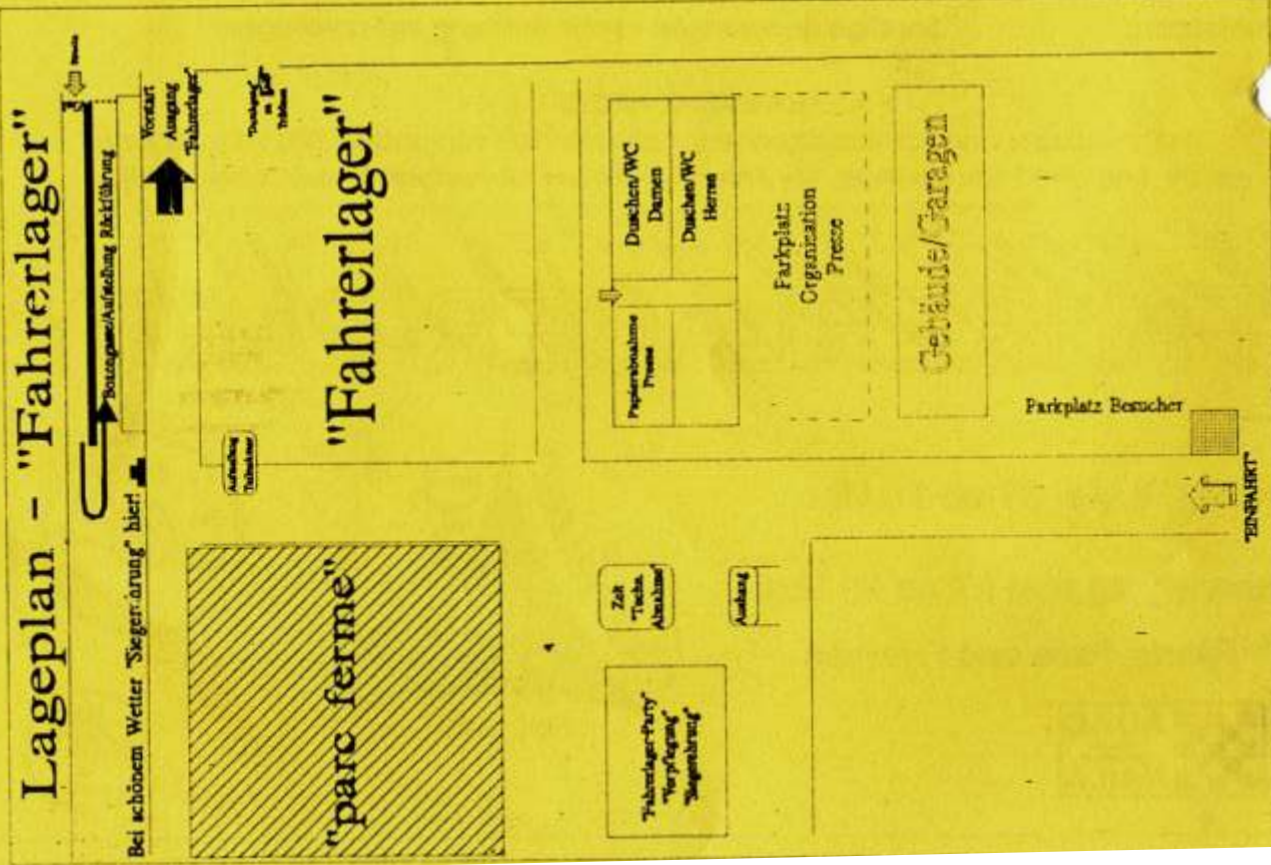 Lageplan - "Fahrerlager"
Boxengasse/Aufstellung Rückführung
Vorstart
Ausgang
"Fahrerlager"
Bei schönem Wetter "Siegerehrung" hier!
"Fahrerlager"
"parc ferme"
Duschen/WC
Damen
Duschen/WC
Herren
Papierabnahme
Presse
Parkplatz
Organisation
Presse
Gebäude/Garagen
Parkplatz Besucher
"EINFAHRT"
Zelt
"Techn.
Abnahme"
Aushang
"Fahrerlager-Party"
"Verpflegung"
"Siegerehrung"